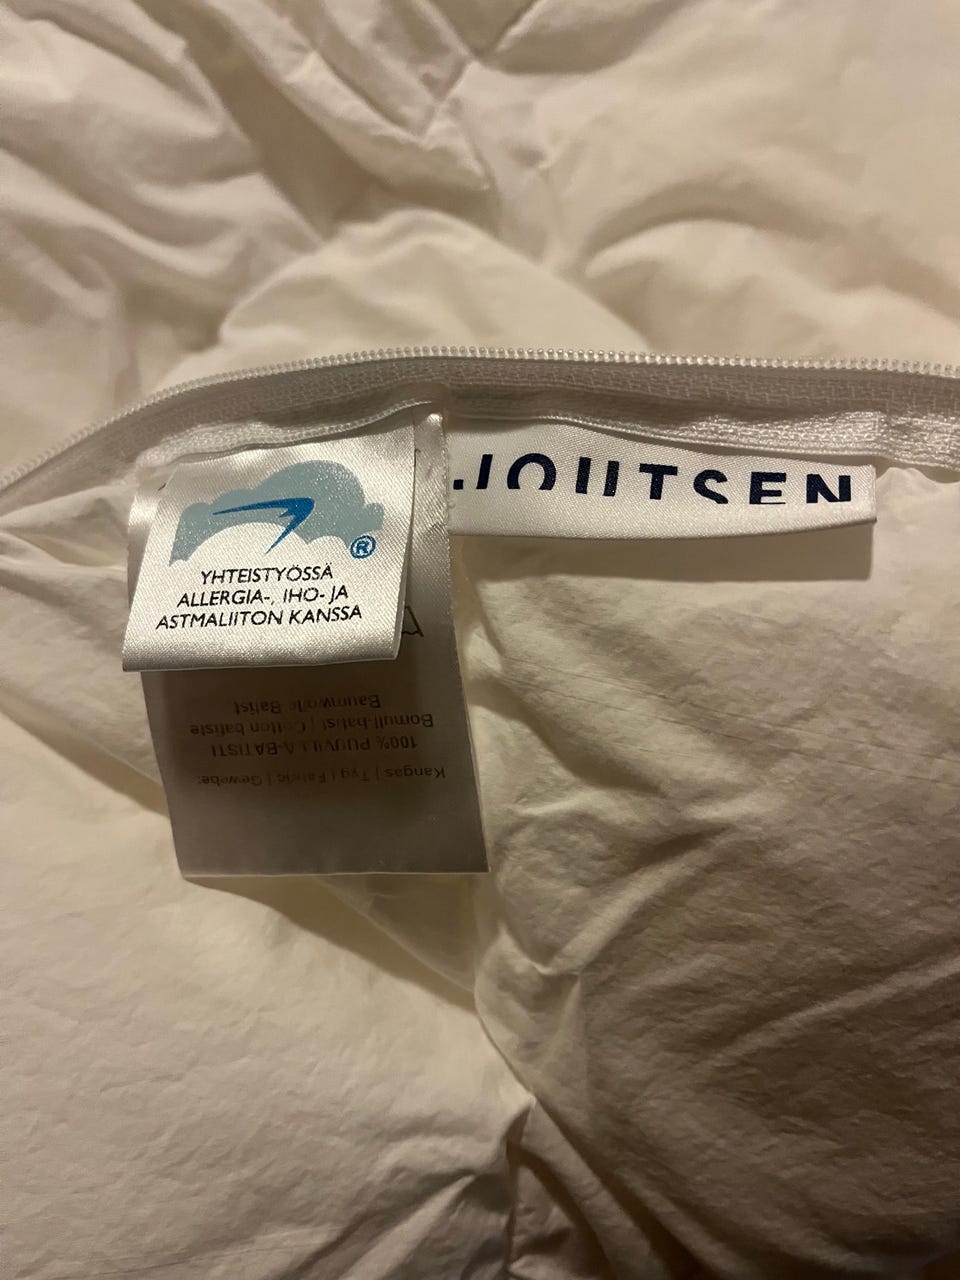 JOUTSEN
®
YHTEISTYÖSSÄ
ALLERGIA-, IHO- JA
ASTMALIITON KANSSA
Kangas | Tyg | Fabric | Gewebe:
100% PUUVILLA-BATISTI
Bomull-batist | Cotton batiste
Baumwolle Batist